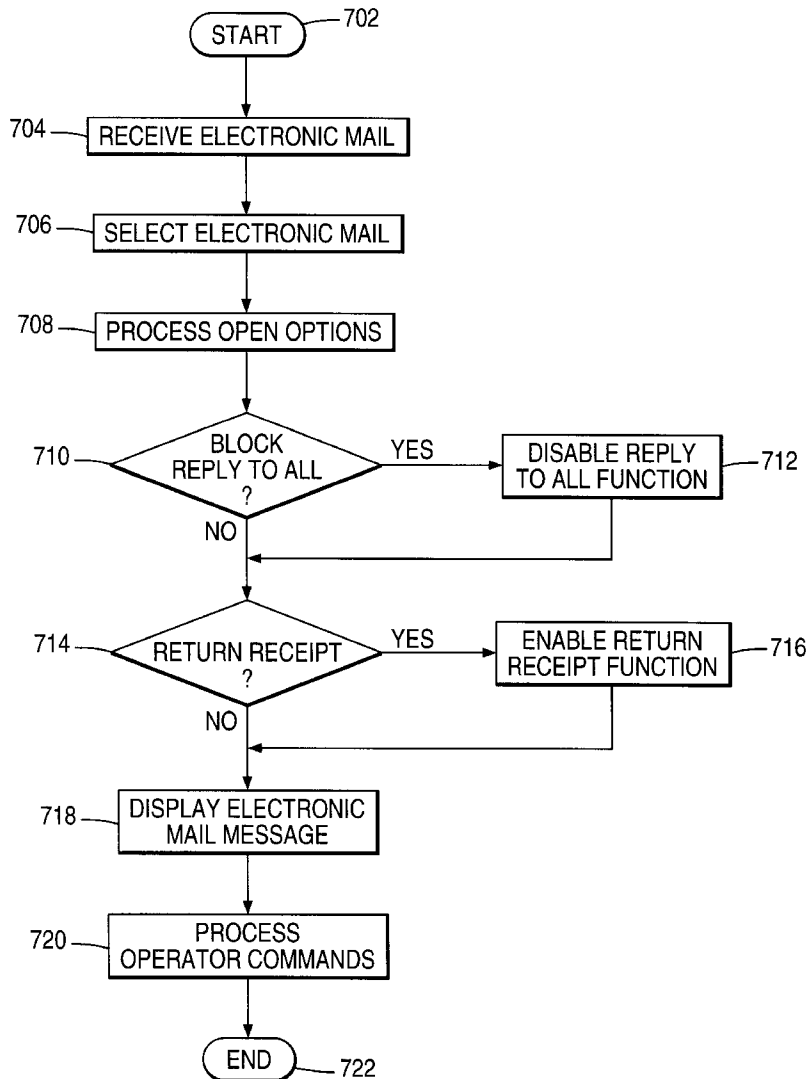 START
702
704
RECEIVE ELECTRONIC MAIL
706
SELECT ELECTRONIC MAIL
708
PROCESS OPEN OPTIONS
710
BLOCK
REPLY TO ALL
?
YES
NO
DISABLE REPLY
TO ALL FUNCTION
712
714
RETURN RECEIPT
?
YES
NO
ENABLE RETURN
RECEIPT FUNCTION
716
718
DISPLAY ELECTRONIC
MAIL MESSAGE
720
PROCESS
OPERATOR COMMANDS
END
722